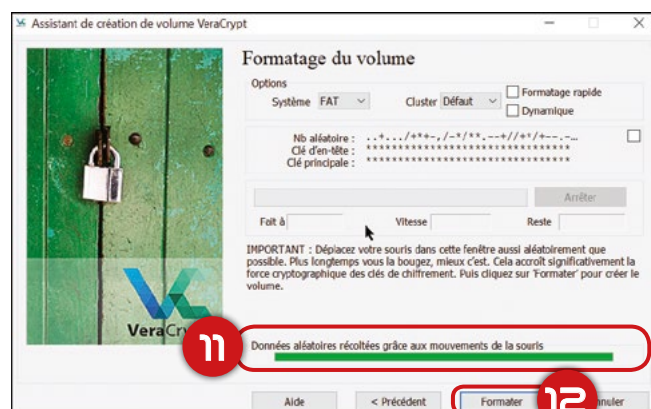 Assistant de création de volume VeraCrypt
Formatage du volume
Options
Système FAT Cluster Défaut Formatage rapide
Dynamique
Nb aléatoire : ..+.../+*+-,/-*/**.--+//+*/+--.-...
Clé d'en-tête : **********************************
Clé principale : **********************************
Arrêter
Fait à Vitesse Reste
IMPORTANT : Déplacez votre souris dans cette fenêtre aussi aléatoirement que
possible. Plus longtemps vous la bougez, mieux c'est. Cela accroît significativement la
force cryptographique des clés de chiffrement. Puis cliquez sur 'Formater' pour créer le
volume.
VeraCry
11 Données aléatoires récoltées grâce aux mouvements de la souris
Aide < Précédent Formater 12 nuler